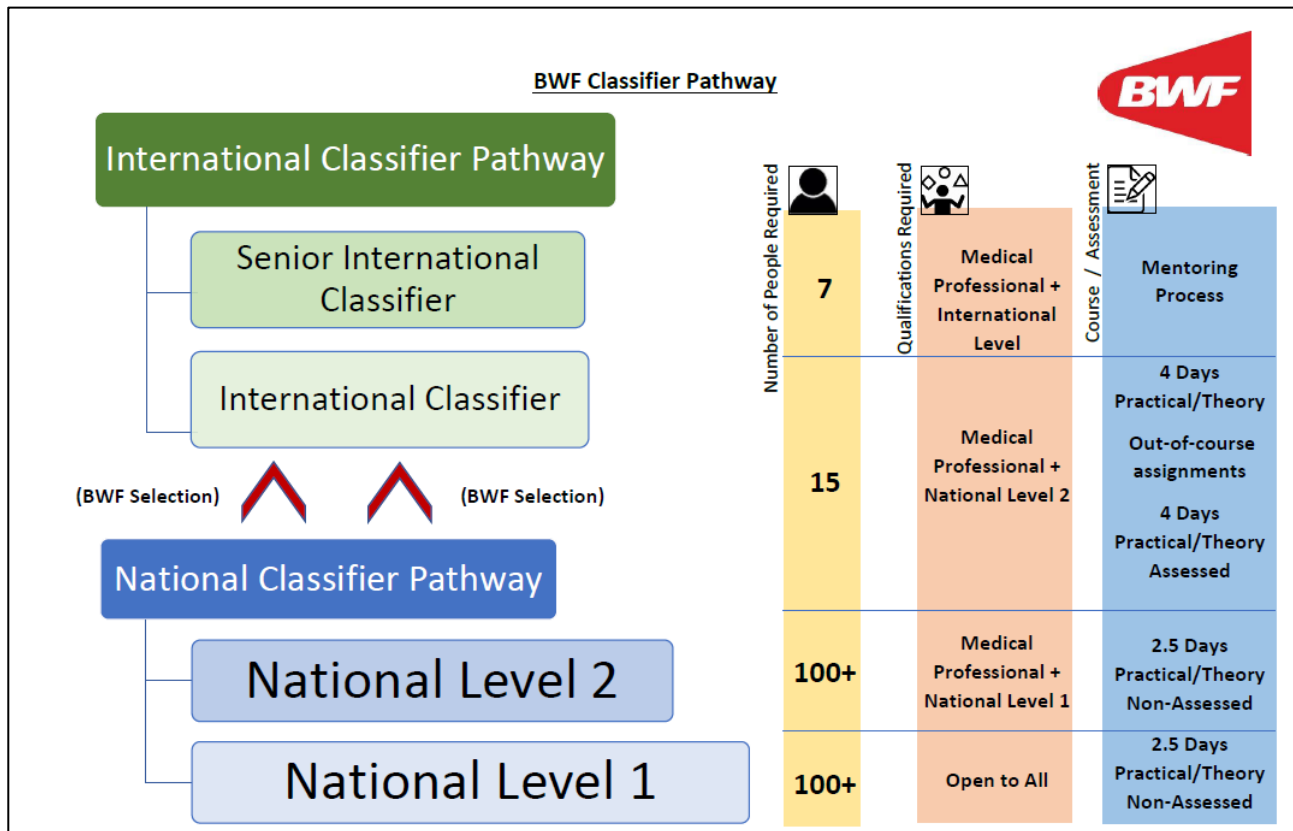 BWF Classifier Pathway
BWF
International Classifier Pathway
Senior International
Classifier
International Classifier
(BWF Selection)
(BWF Selection)
National Classifier Pathway
National Level 2
National Level 1
Number of People Required
7
15
100+
100+
Qualifications Required
Medical
Professional +
International
Level
Medical
Professional +
National Level 2
Medical
Professional +
National Level 1
Open to All
Course / Assessment
Mentoring
Process
4 Days
Practical/Theory
Out-of-course
assignments
4 Days
Practical/Theory
Assessed
2.5 Days
Practical/Theory
Non-Assessed
2.5 Days
Practical/Theory
Non-Assessed